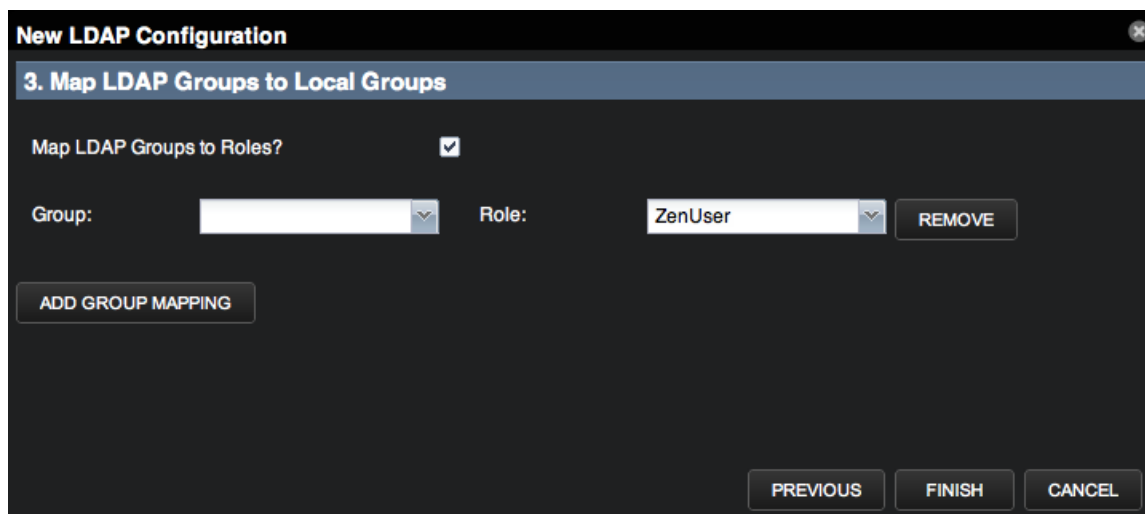 New LDAP Configuration
3. Map LDAP Groups to Local Groups
Map LDAP Groups to Roles?
Group: Role: ZenUser REMOVE
ADD GROUP MAPPING
PREVIOUS FINISH CANCEL